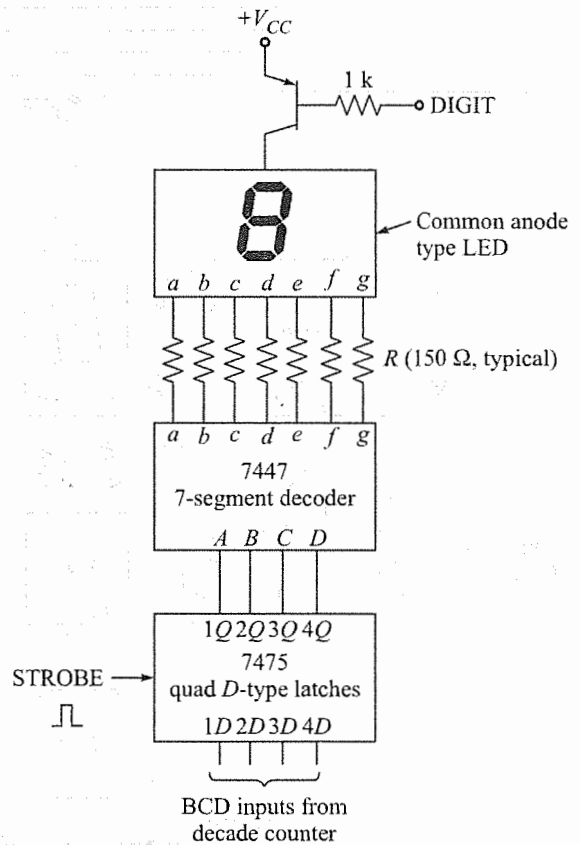 +V_CC
1 k
DIGIT
Common anode
type LED
a b c d e f g
R (150 Ω, typical)
a b c d e f g
7447
7-segment decoder
A B C D
1Q 2Q 3Q 4Q
7475
STROBE
quad D-type latches
1D 2D 3D 4D
BCD inputs from
decade counter